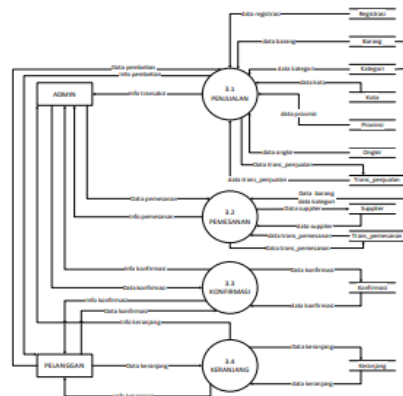 data registrasi
Registrasi
data barang
Barang
Data pembelian
Info pembelian
data kategori
Kategori
data kota
Kota
ADMIN
Info transaksi
3.1
PENJUALAN
data provinsi
Provinsi
data ongkir
Ongkir
Data trans_penjualan
data trans_penjualan
Trans_penjualan
Data barang
data kategori
Data pemesanan
3.2
PEMESANAN
Data supplier
Supplier
Info pemesanan
data supplier
data trans_pemesanan
Trans_pemesanan
Data trans_pemesanan
Info konfirmasi
Data konfirmasi
3.3
KONFIRMASI
Data konfirmasi
Konfirmasi
Info konfirmasi
data konfirmasi
Data konfirmasi
Info keranjang
Data keranjang
3.4
KERANJANG
PELANGGAN
Data keranjang
Keranjang
data keranjang